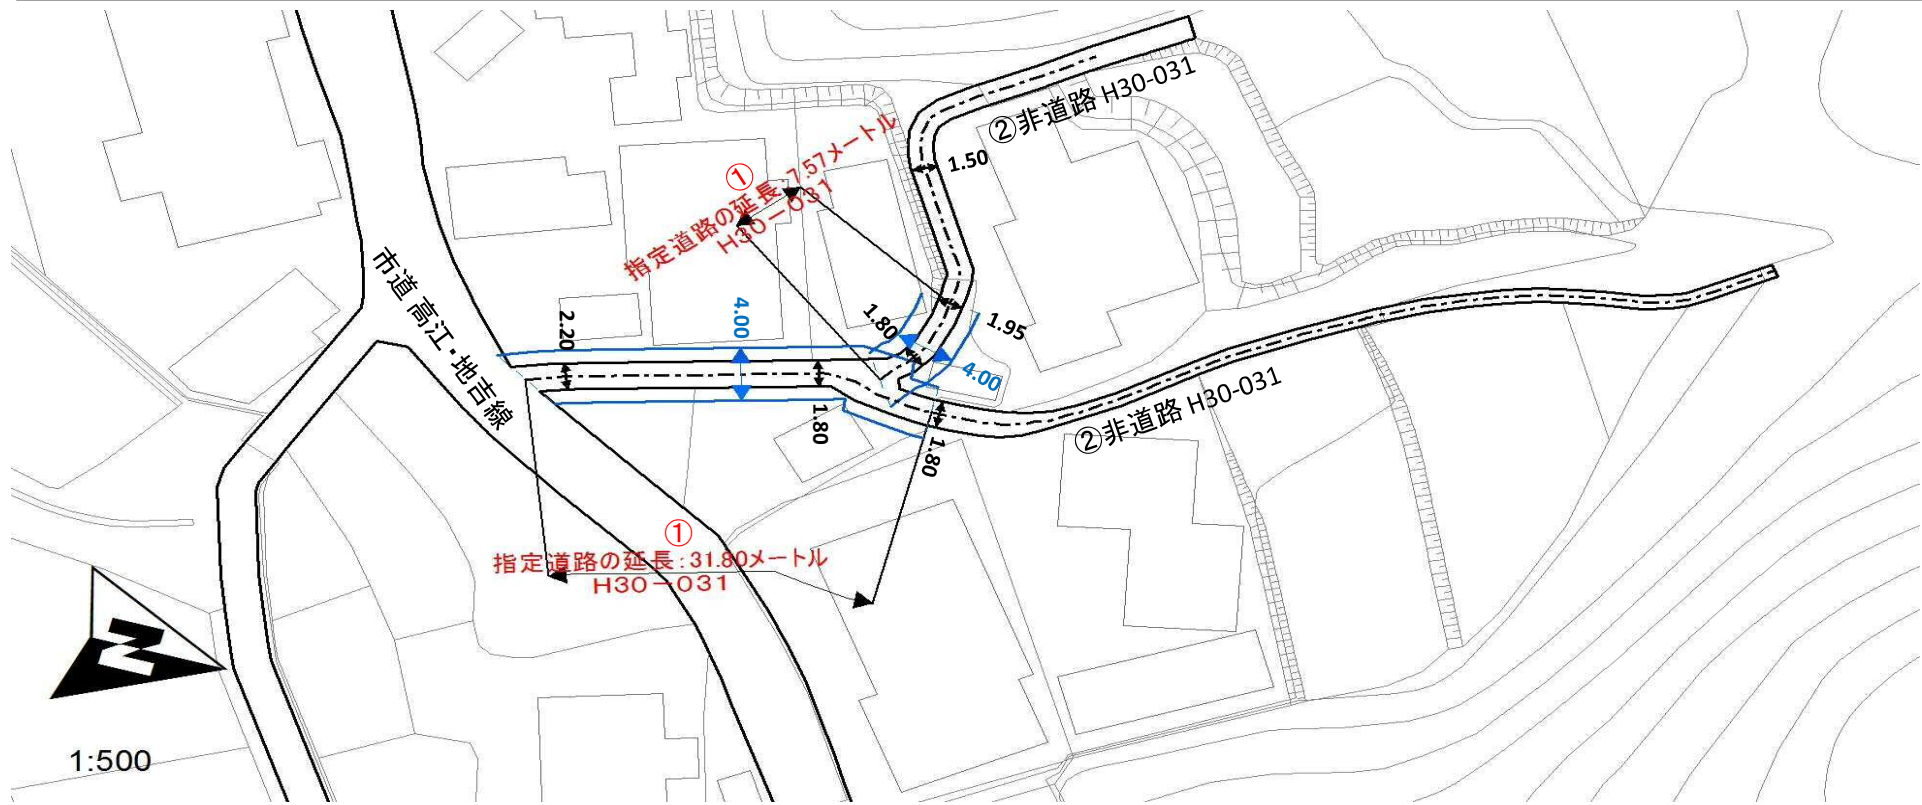 ②非道路 H30-031
1.50
①
指定道路の延長:7.57メートル
H30-031
市道 高江・地吉線
2.20
4.00
1.80
1.95
4.00
1.80
1.80
②非道路 H30-031
①
指定道路の延長:31.80メートル
H30-031
N
1:500